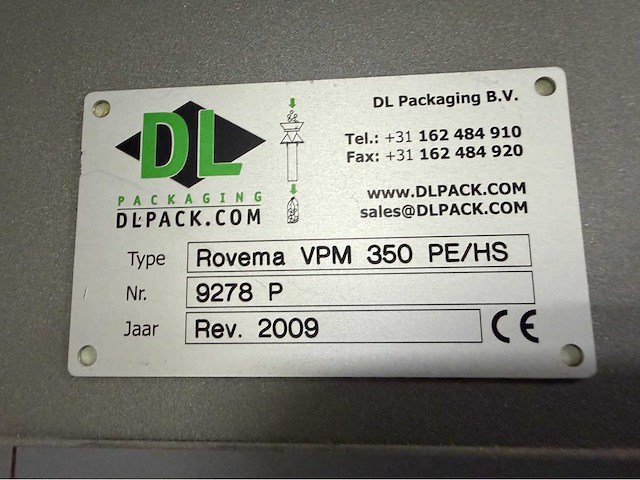 DL
PACKAGING
DLPACK.COM
DL Packaging B.V.
Tel.: +31 162 484 910
Fax: +31 162 484 920
www.DLPACK.COM
sales@DLPACK.COM
Type Rovema VPM 350 PE/HS
Nr. 9278 P
Jaar Rev. 2009 CE